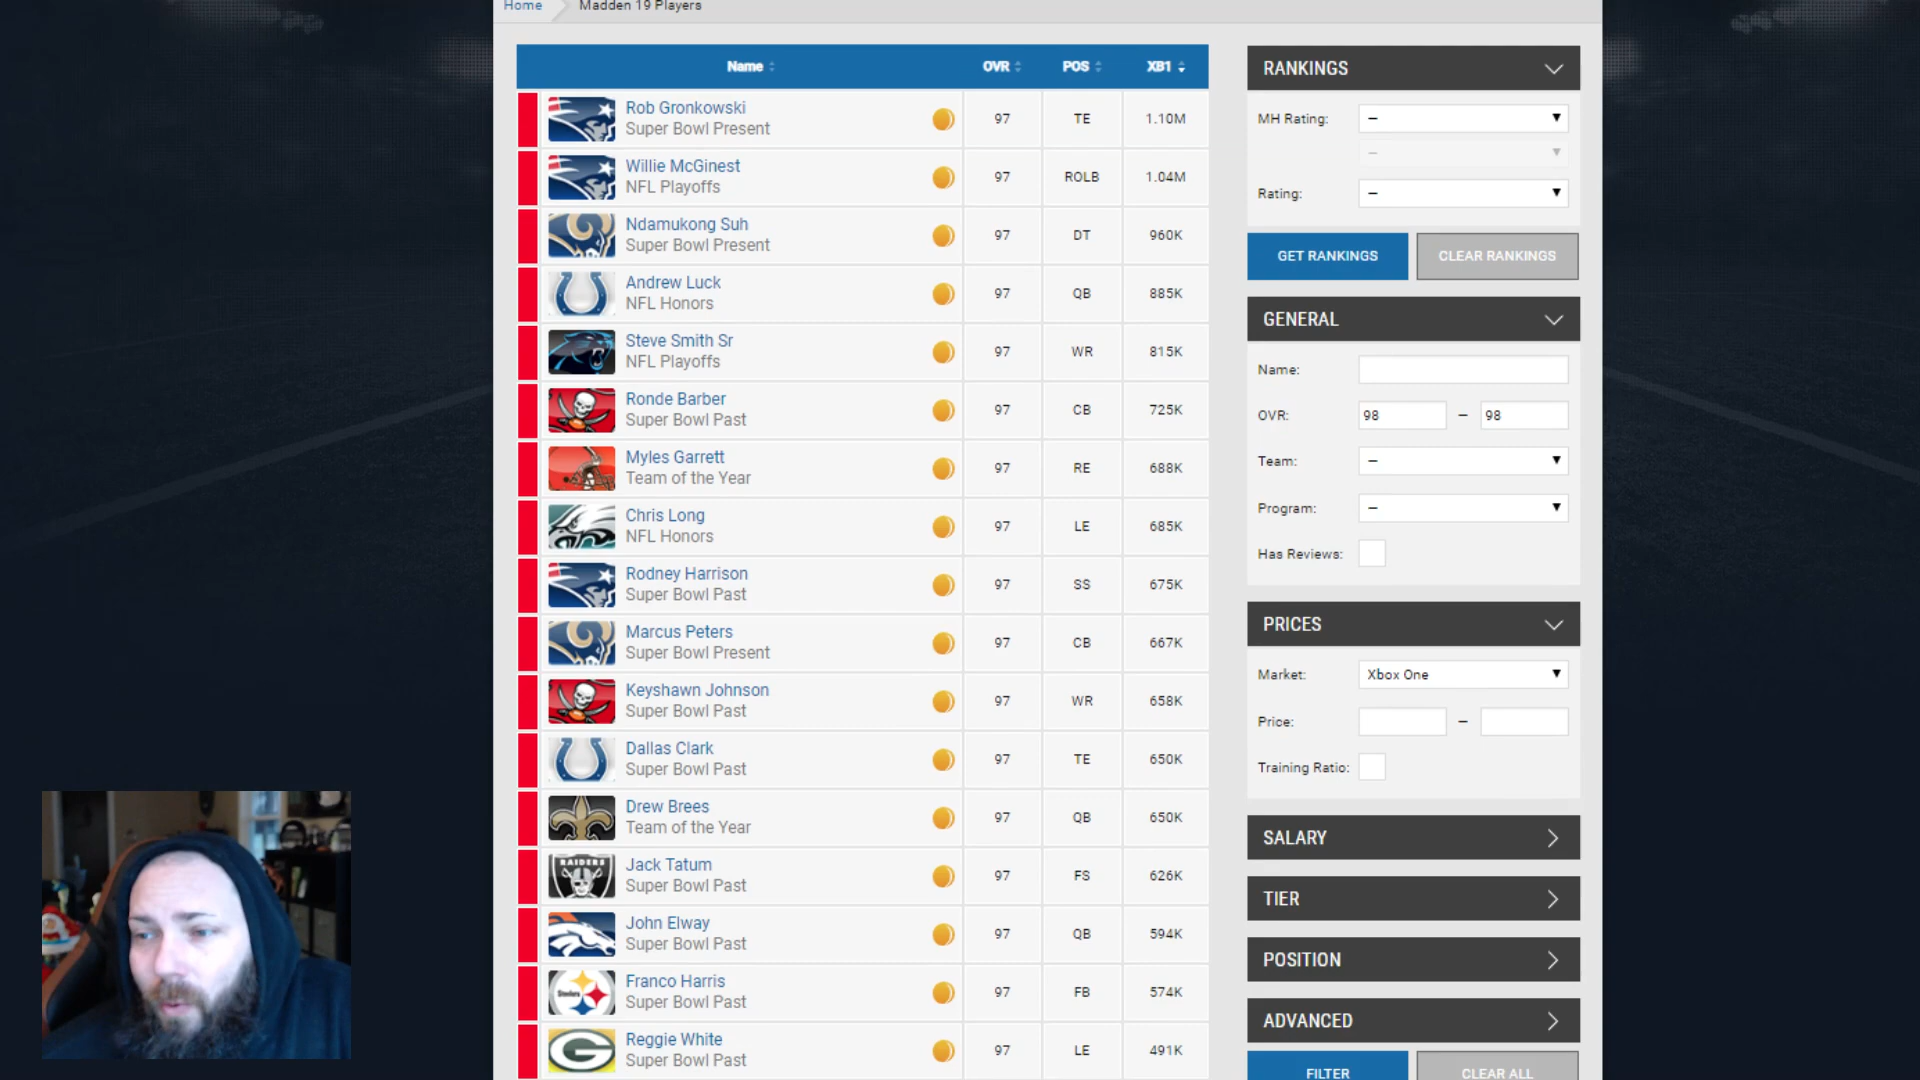 Home
Madden 19 Players
Name OVR POS XB1
Rob Gronkowski
Super Bowl Present
97 TE 1.10M
Willie McGinest
NFL Playoffs
97 ROLB 1.04M
Ndamukong Suh
Super Bowl Present
97 DT 960K
Andrew Luck
NFL Honors
97 QB 885K
Steve Smith Sr
NFL Playoffs
97 WR 815K
Ronde Barber
Super Bowl Past
97 CB 725K
Myles Garrett
Team of the Year
97 RE 688K
Chris Long
NFL Honors
97 LE 685K
Rodney Harrison
Super Bowl Past
97 SS 675K
Marcus Peters
Super Bowl Present
97 CB 667K
Keyshawn Johnson
Super Bowl Past
97 WR 658K
Dallas Clark
Super Bowl Past
97 TE 650K
Drew Brees
Team of the Year
97 QB 650K
RAIDERS
Jack Tatum
Super Bowl Past
97 FS 626K
John Elway
Super Bowl Past
97 QB 594K
Steelers
Franco Harris
Super Bowl Past
97 FB 574K
G
Reggie White
Super Bowl Past
97 LE 491K
RANKINGS
MH Rating: –
–
Rating: –
GET RANKINGS CLEAR RANKINGS
GENERAL
Name:
OVR: 98 – 98
Team: –
Program: –
Has Reviews:
PRICES
Market: Xbox One
Price: –
Training Ratio:
SALARY
TIER
POSITION
ADVANCED
FILTER CLEAR ALL